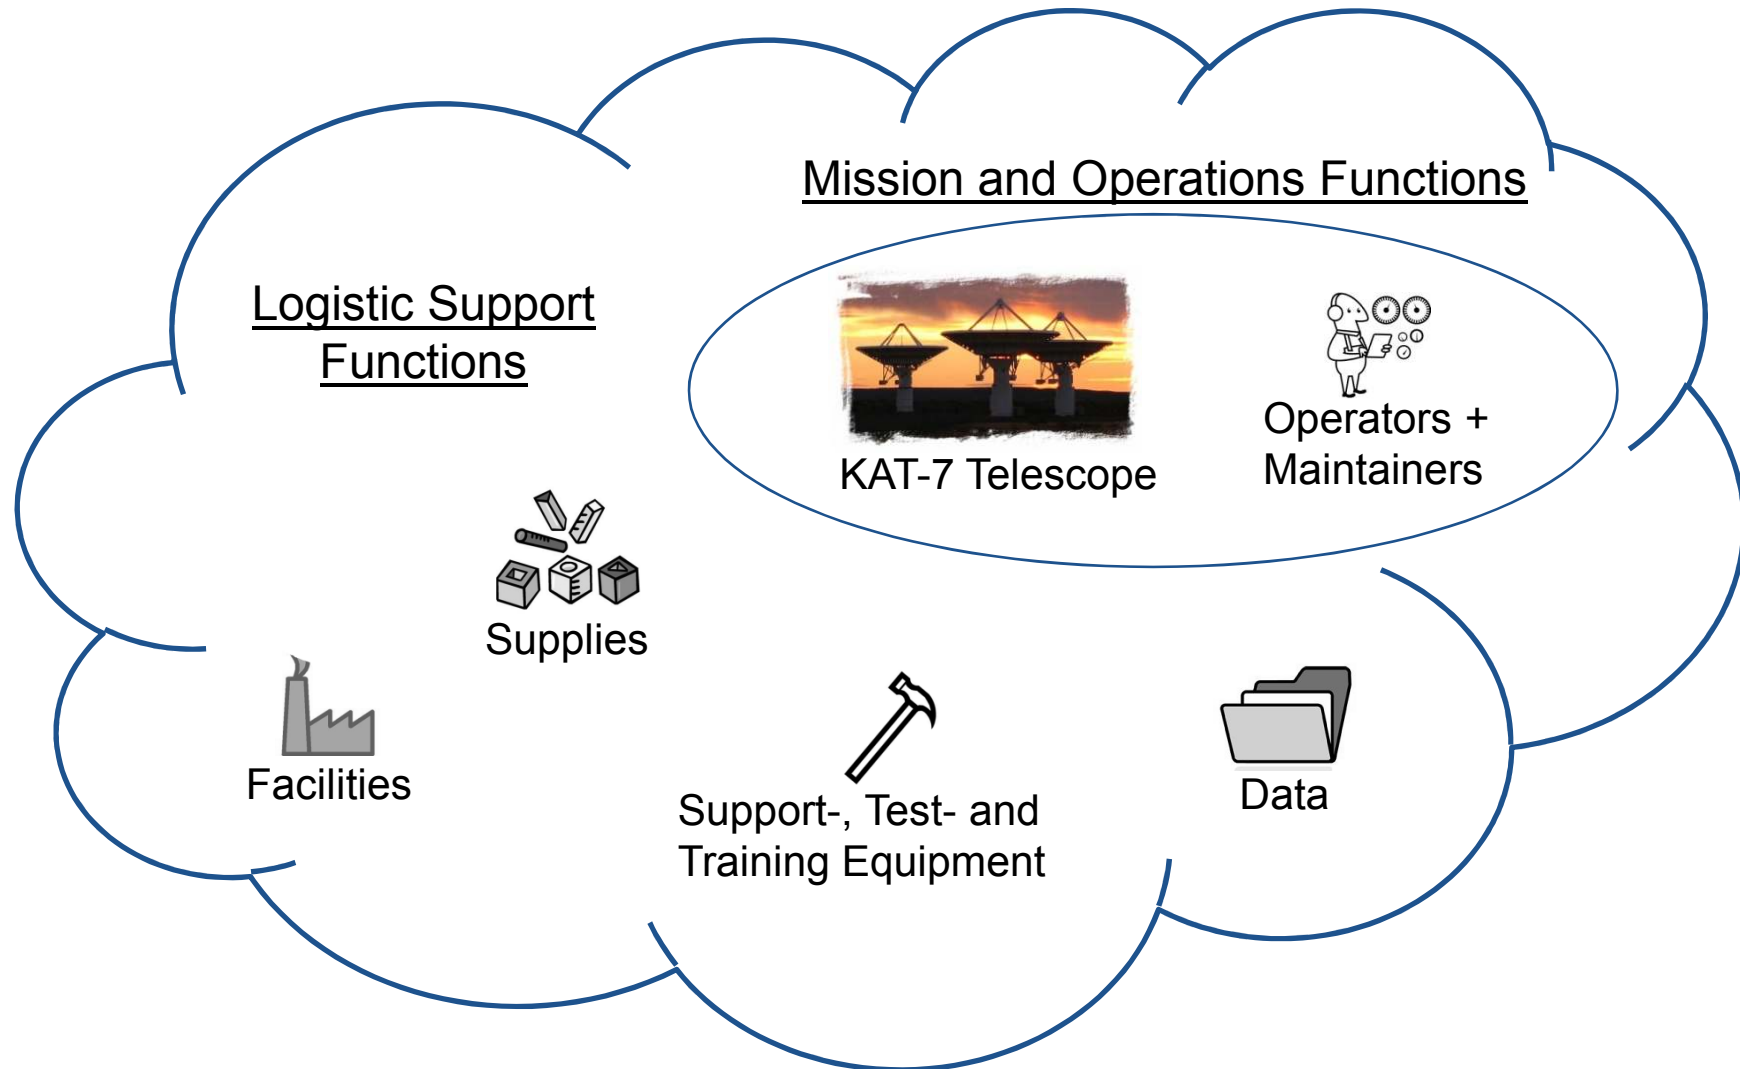 Mission and Operations Functions
Logistic Support
Functions
KAT-7 Telescope
Operators +
Maintainers
Supplies
Facilities
Support-, Test- and
Training Equipment
Data